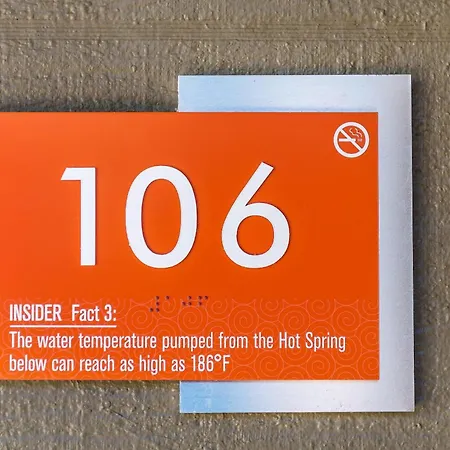 106
INSIDER Fact 3:
The water temperature pumped from the Hot Spring
below can reach as high as 186°F